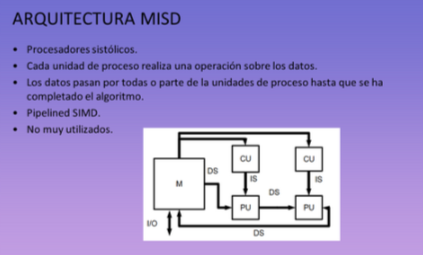 ARQUITECTURA MISD
• Procesadores sistólicos.
• Cada unidad de proceso realiza una operación sobre los datos.
• Los datos pasan por todas o parte de la unidades de proceso hasta que se ha
completado el algoritmo.
• Pipelined SIMD.
• No muy utilizados.
CU
CU
DS
IS
IS
M
DS
PU
PU
I/O
DS